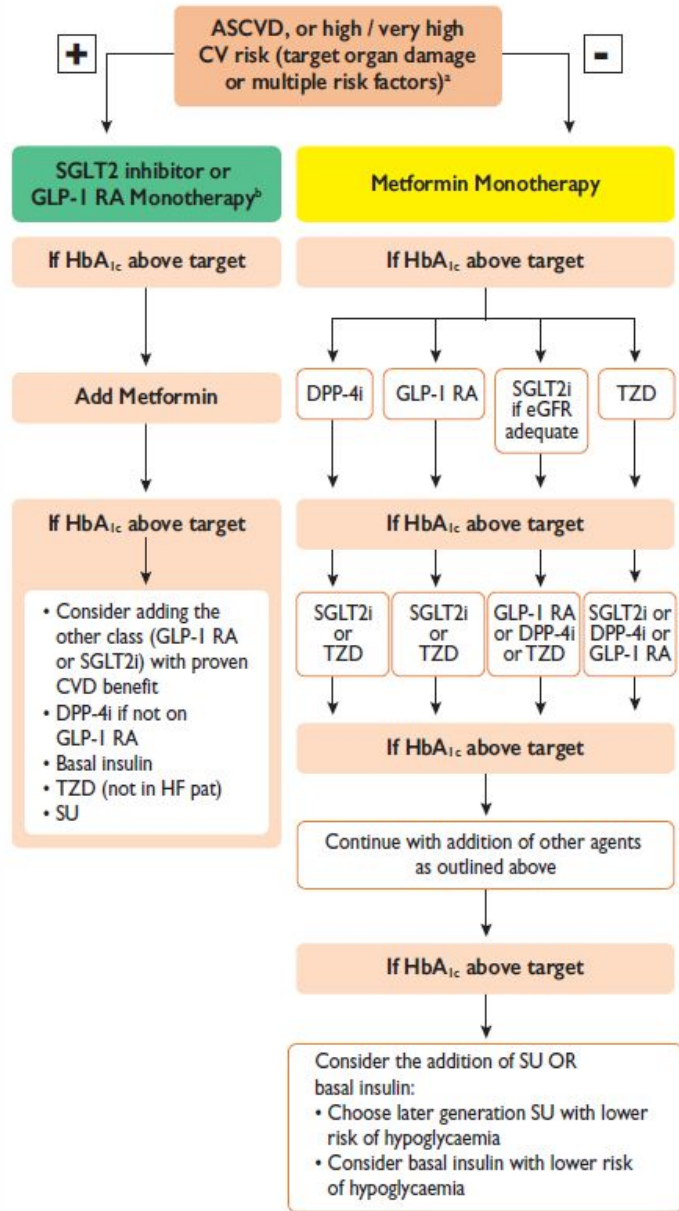 ASCVD, or high / very high
CV risk (target organ damage
or multiple risk factors)ᵃ
+
-
SGLT2 inhibitor or
GLP-1 RA Monotherapyᵇ
If HbA₁c above target
Add Metformin
If HbA₁c above target
• Consider adding the
other class (GLP-1 RA
or SGLT2i) with proven
CVD benefit
• DPP-4i if not on
GLP-1 RA
• Basal insulin
• TZD (not in HF pat)
• SU
Metformin Monotherapy
If HbA₁c above target
DPP-4i
GLP-1 RA
SGLT2i
if eGFR
adequate
TZD
If HbA₁c above target
SGLT2i
or
TZD
SGLT2i
or
TZD
GLP-1 RA
or DPP-4i
or TZD
SGLT2i or
DPP-4i or
GLP-1 RA
If HbA₁c above target
Continue with addition of other agents
as outlined above
If HbA₁c above target
Consider the addition of SU OR
basal insulin:
• Choose later generation SU with lower
risk of hypoglycaemia
• Consider basal insulin with lower risk
of hypoglycaemia